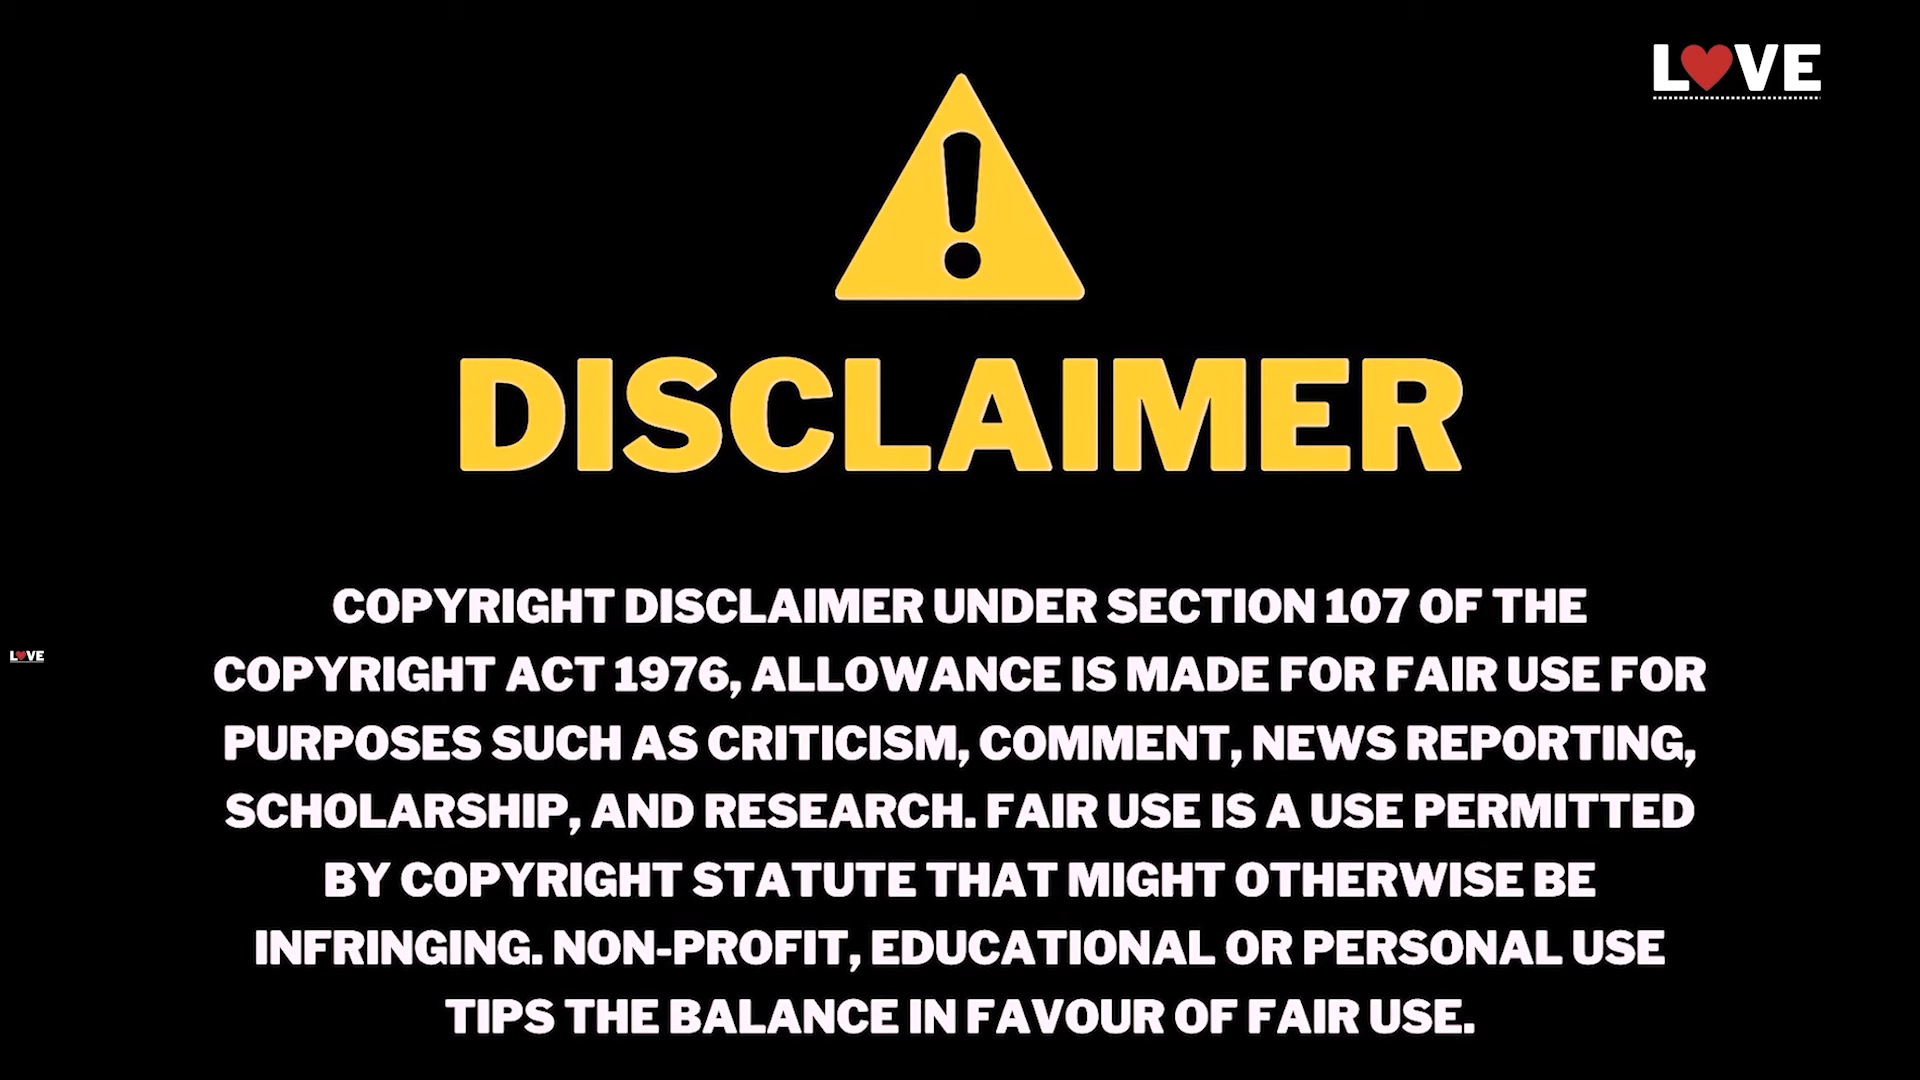 LOVE
DISCLAIMER
COPYRIGHT DISCLAIMER UNDER SECTION 107 OF THE
COPYRIGHT ACT 1976, ALLOWANCE IS MADE FOR FAIR USE FOR
PURPOSES SUCH AS CRITICISM, COMMENT, NEWS REPORTING,
SCHOLARSHIP, AND RESEARCH. FAIR USE IS A USE PERMITTED
BY COPYRIGHT STATUTE THAT MIGHT OTHERWISE BE
INFRINGING. NON-PROFIT, EDUCATIONAL OR PERSONAL USE
TIPS THE BALANCE IN FAVOUR OF FAIR USE.
LOVE